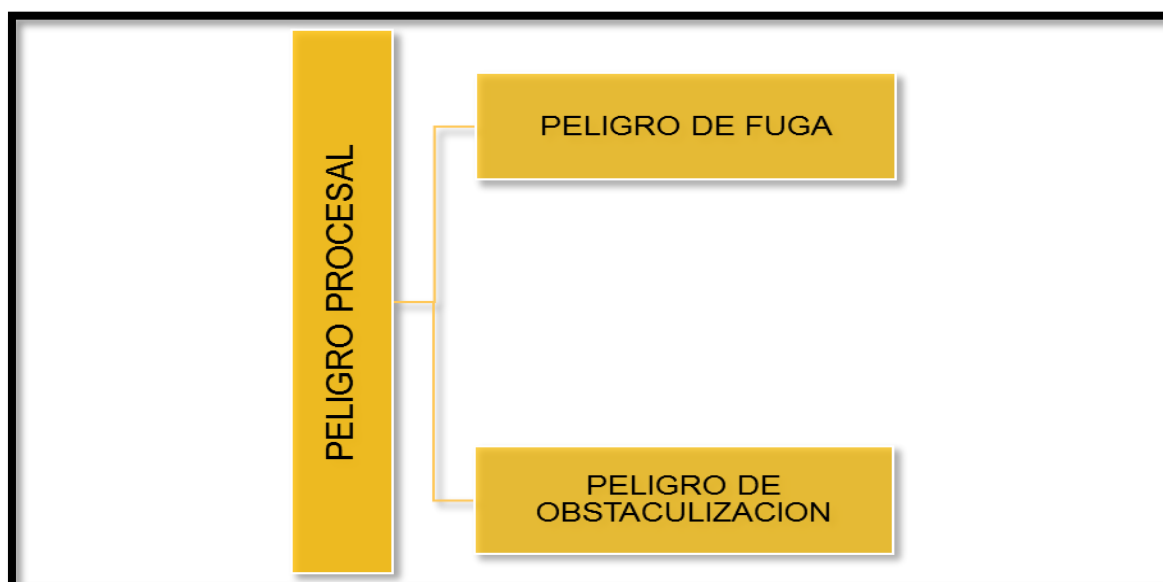 PELIGRO PROCESAL
PELIGRO DE FUGA
PELIGRO DE
OBSTACULIZACION